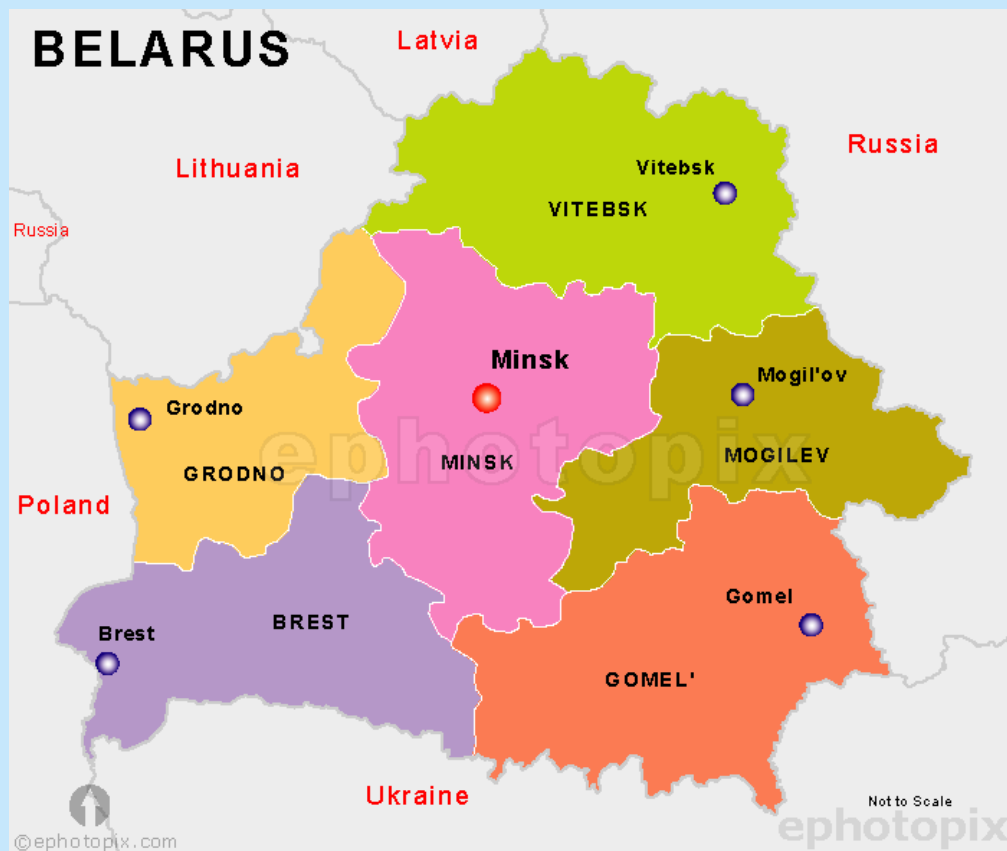 BELARUS
Latvia
Russia
Lithuania
Vitebsk
VITEBSK
Russia
Minsk
Mogil'ov
Grodno
ephotopix
MINSK
MOGILEV
GRODNO
Poland
Gomel
BREST
Brest
GOMEL'
Ukraine
Not to Scale
ephotopix
©ephotopix.com